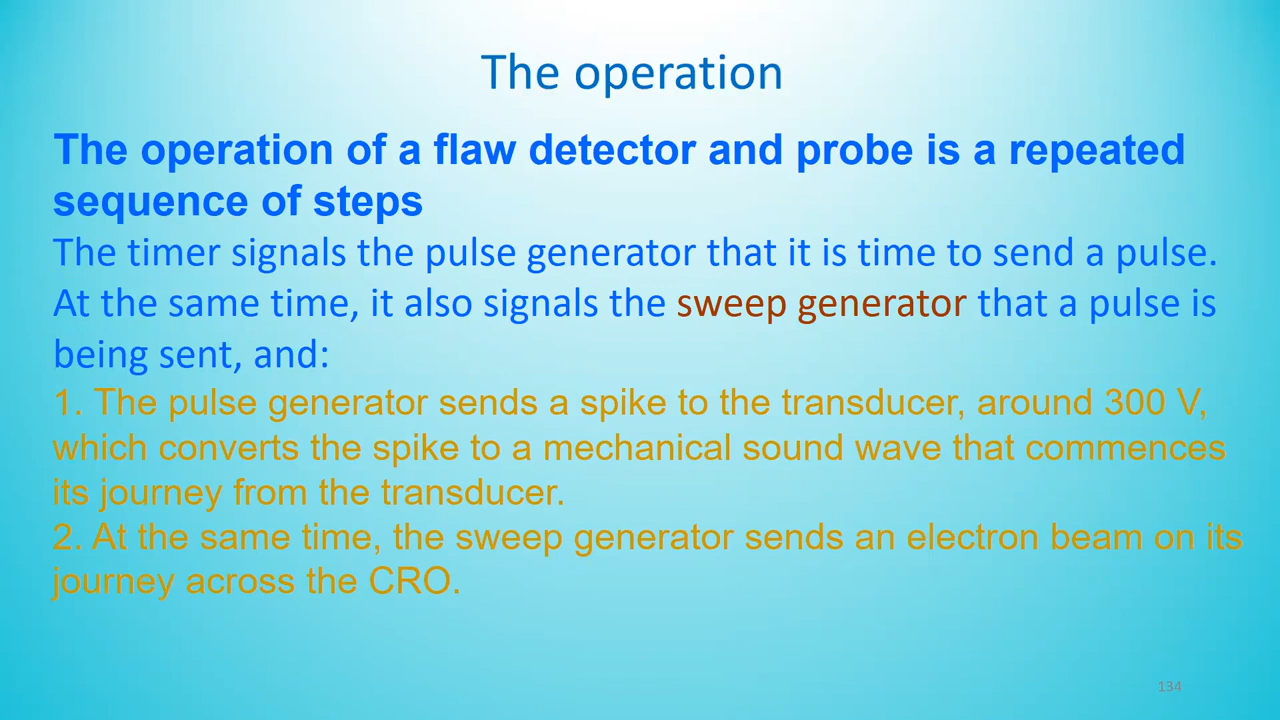 The operation
The operation of a flaw detector and probe is a repeated
sequence of steps
The timer signals the pulse generator that it is time to send a pulse.
At the same time, it also signals the sweep generator that a pulse is
being sent, and:
1. The pulse generator sends a spike to the transducer, around 300 V,
which converts the spike to a mechanical sound wave that commences
its journey from the transducer.
2. At the same time, the sweep generator sends an electron beam on its
journey across the CRO.
134